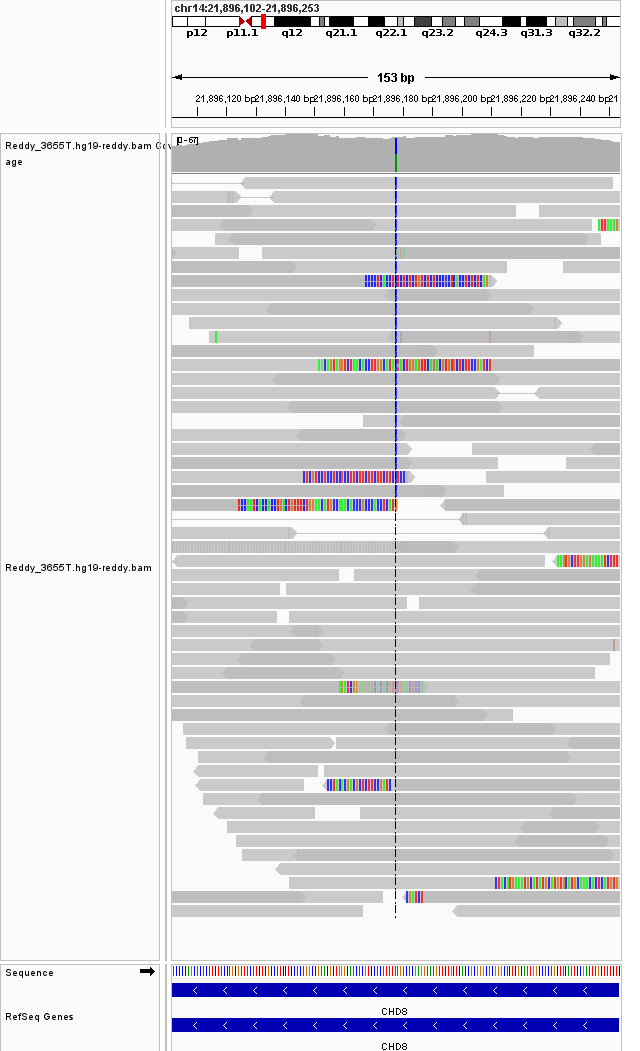 chr14:21,896,102-21,896,253
p12 p11.1 q12 q21.1 q22.1 q23.2 q24.3 q31.3 q32.2
153 bp
21,896,120 bp 21,896,140 bp 21,896,160 bp 21,896,180 bp 21,896,200 bp 21,896,220 bp 21,896,240 bp 21
[0 - 67]
Reddy_3655T.hg19-reddy.bam Cov
age
Reddy_3655T.hg19-reddy.bam
Sequence
CHD8
RefSeq Genes
CHD8